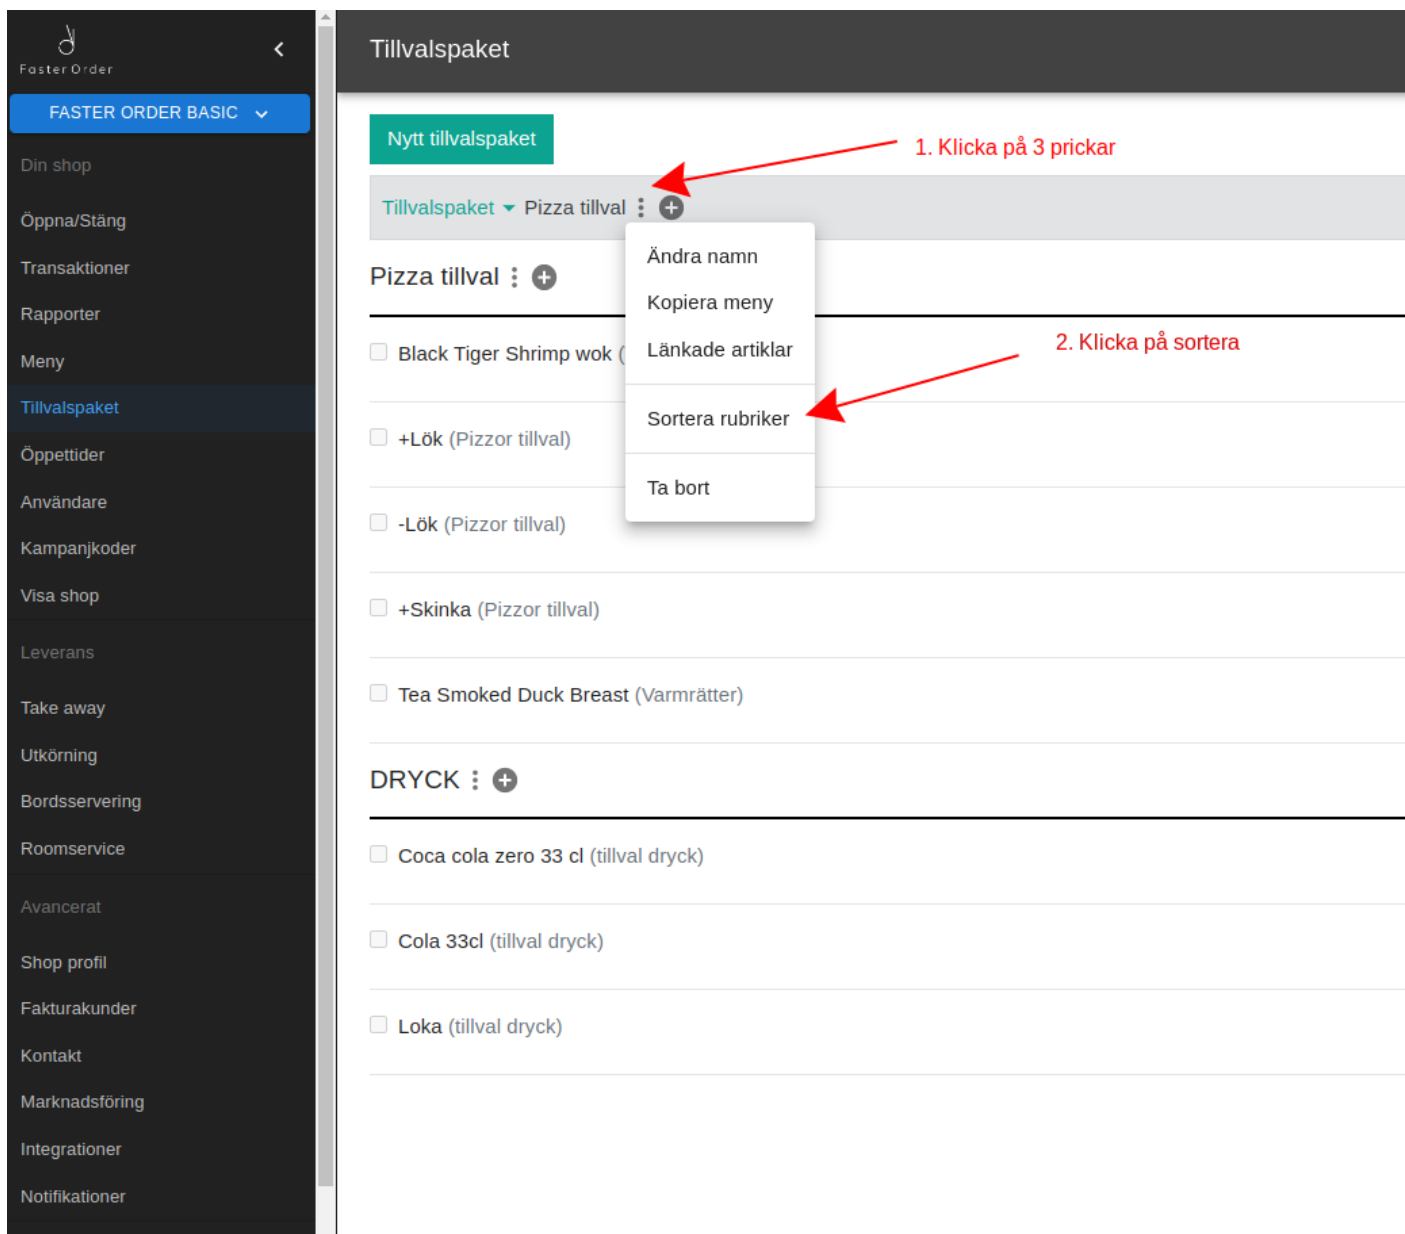 Faster Order
FASTER ORDER BASIC
Din shop
Öppna/Stäng
Transaktioner
Rapporter
Meny
Tillvalspaket
Öppettider
Användare
Kampanjkoder
Visa shop
Leverans
Take away
Utkörning
Bordsservering
Roomservice
Avancerat
Shop profil
Fakturakunder
Kontakt
Marknadsföring
Integrationer
Notifikationer
Tillvalspaket
Nytt tillvalspaket
1. Klicka på 3 prickar
Tillvalspaket Pizza tillval
Ändra namn
Kopiera meny
Länkade artiklar
Sortera rubriker
Ta bort
2. Klicka på sortera
Pizza tillval
Black Tiger Shrimp wok (
+Lök (Pizzor tillval)
-Lök (Pizzor tillval)
+Skinka (Pizzor tillval)
Tea Smoked Duck Breast (Varmrätter)
DRYCK
Coca cola zero 33 cl (tillval dryck)
Cola 33cl (tillval dryck)
Loka (tillval dryck)